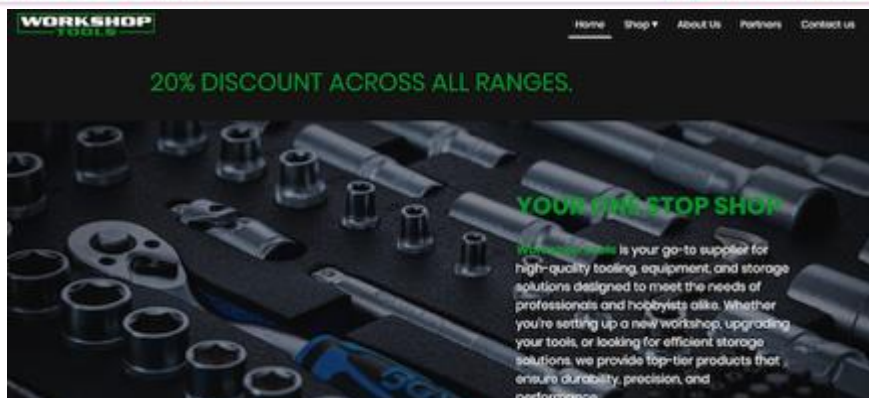 WORKSHOP
TOOLS
Home Shop ▾ About Us Partners Contact us
20% DISCOUNT ACROSS ALL RANGES.
YOUR ONE STOP SHOP
Workshop Tools is your go-to supplier for
high-quality tooling, equipment, and storage
solutions designed to meet the needs of
professionals and hobbyists alike. Whether
you're setting up a new workshop, upgrading
your tools, or looking for efficient storage
solutions. we provide top-tier products that
ensure durability, precision, and
performance